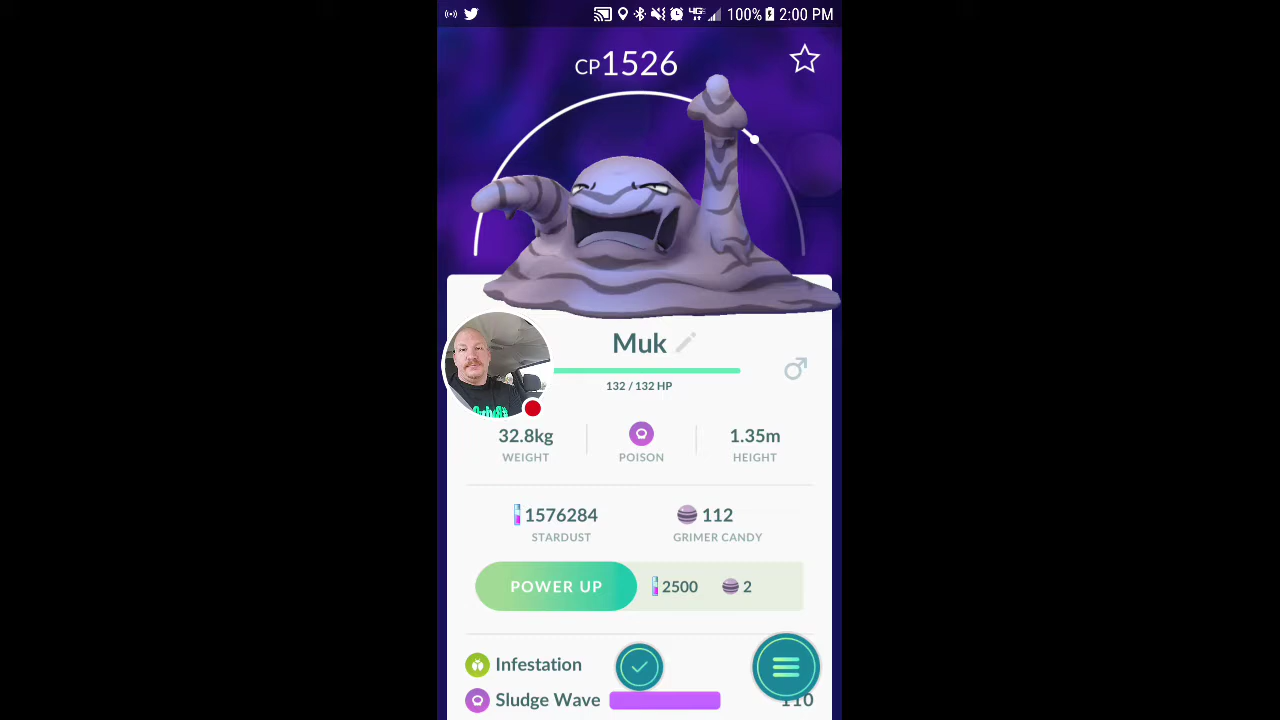 4G 100% 2:00 PM
CP1526
Muk
132 / 132 HP
32.8kg
WEIGHT
POISON
1.35m
HEIGHT
1576284
STARDUST
112
GRIMER CANDY
POWER UP 2500 2
Infestation
Sludge Wave 110